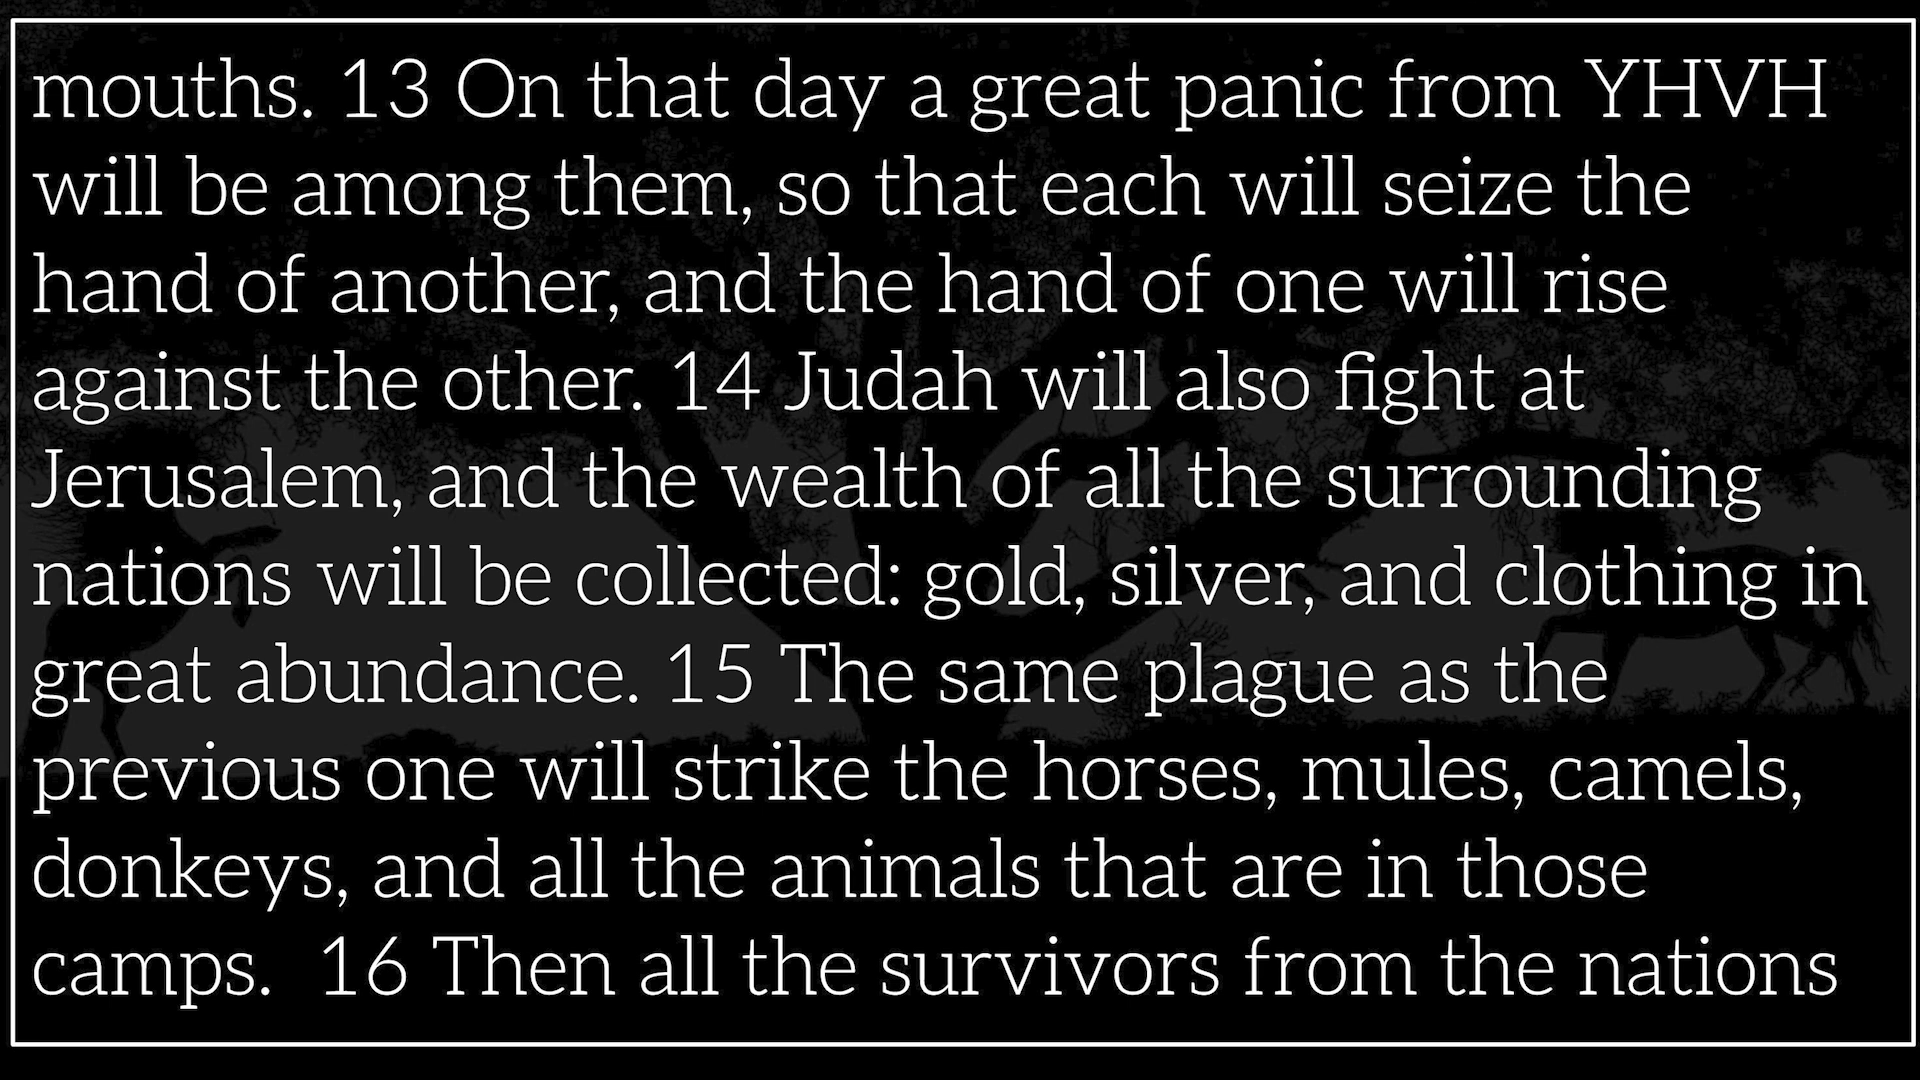 mouths. 13 On that day a great panic from YHVH
will be among them, so that each will seize the
hand of another, and the hand of one will rise
against the other. 14 Judah will also fight at
Jerusalem, and the wealth of all the surrounding
nations will be collected: gold, silver, and clothing in
great abundance. 15 The same plague as the
previous one will strike the horses, mules, camels,
donkeys, and all the animals that are in those
camps.  16 Then all the survivors from the nations